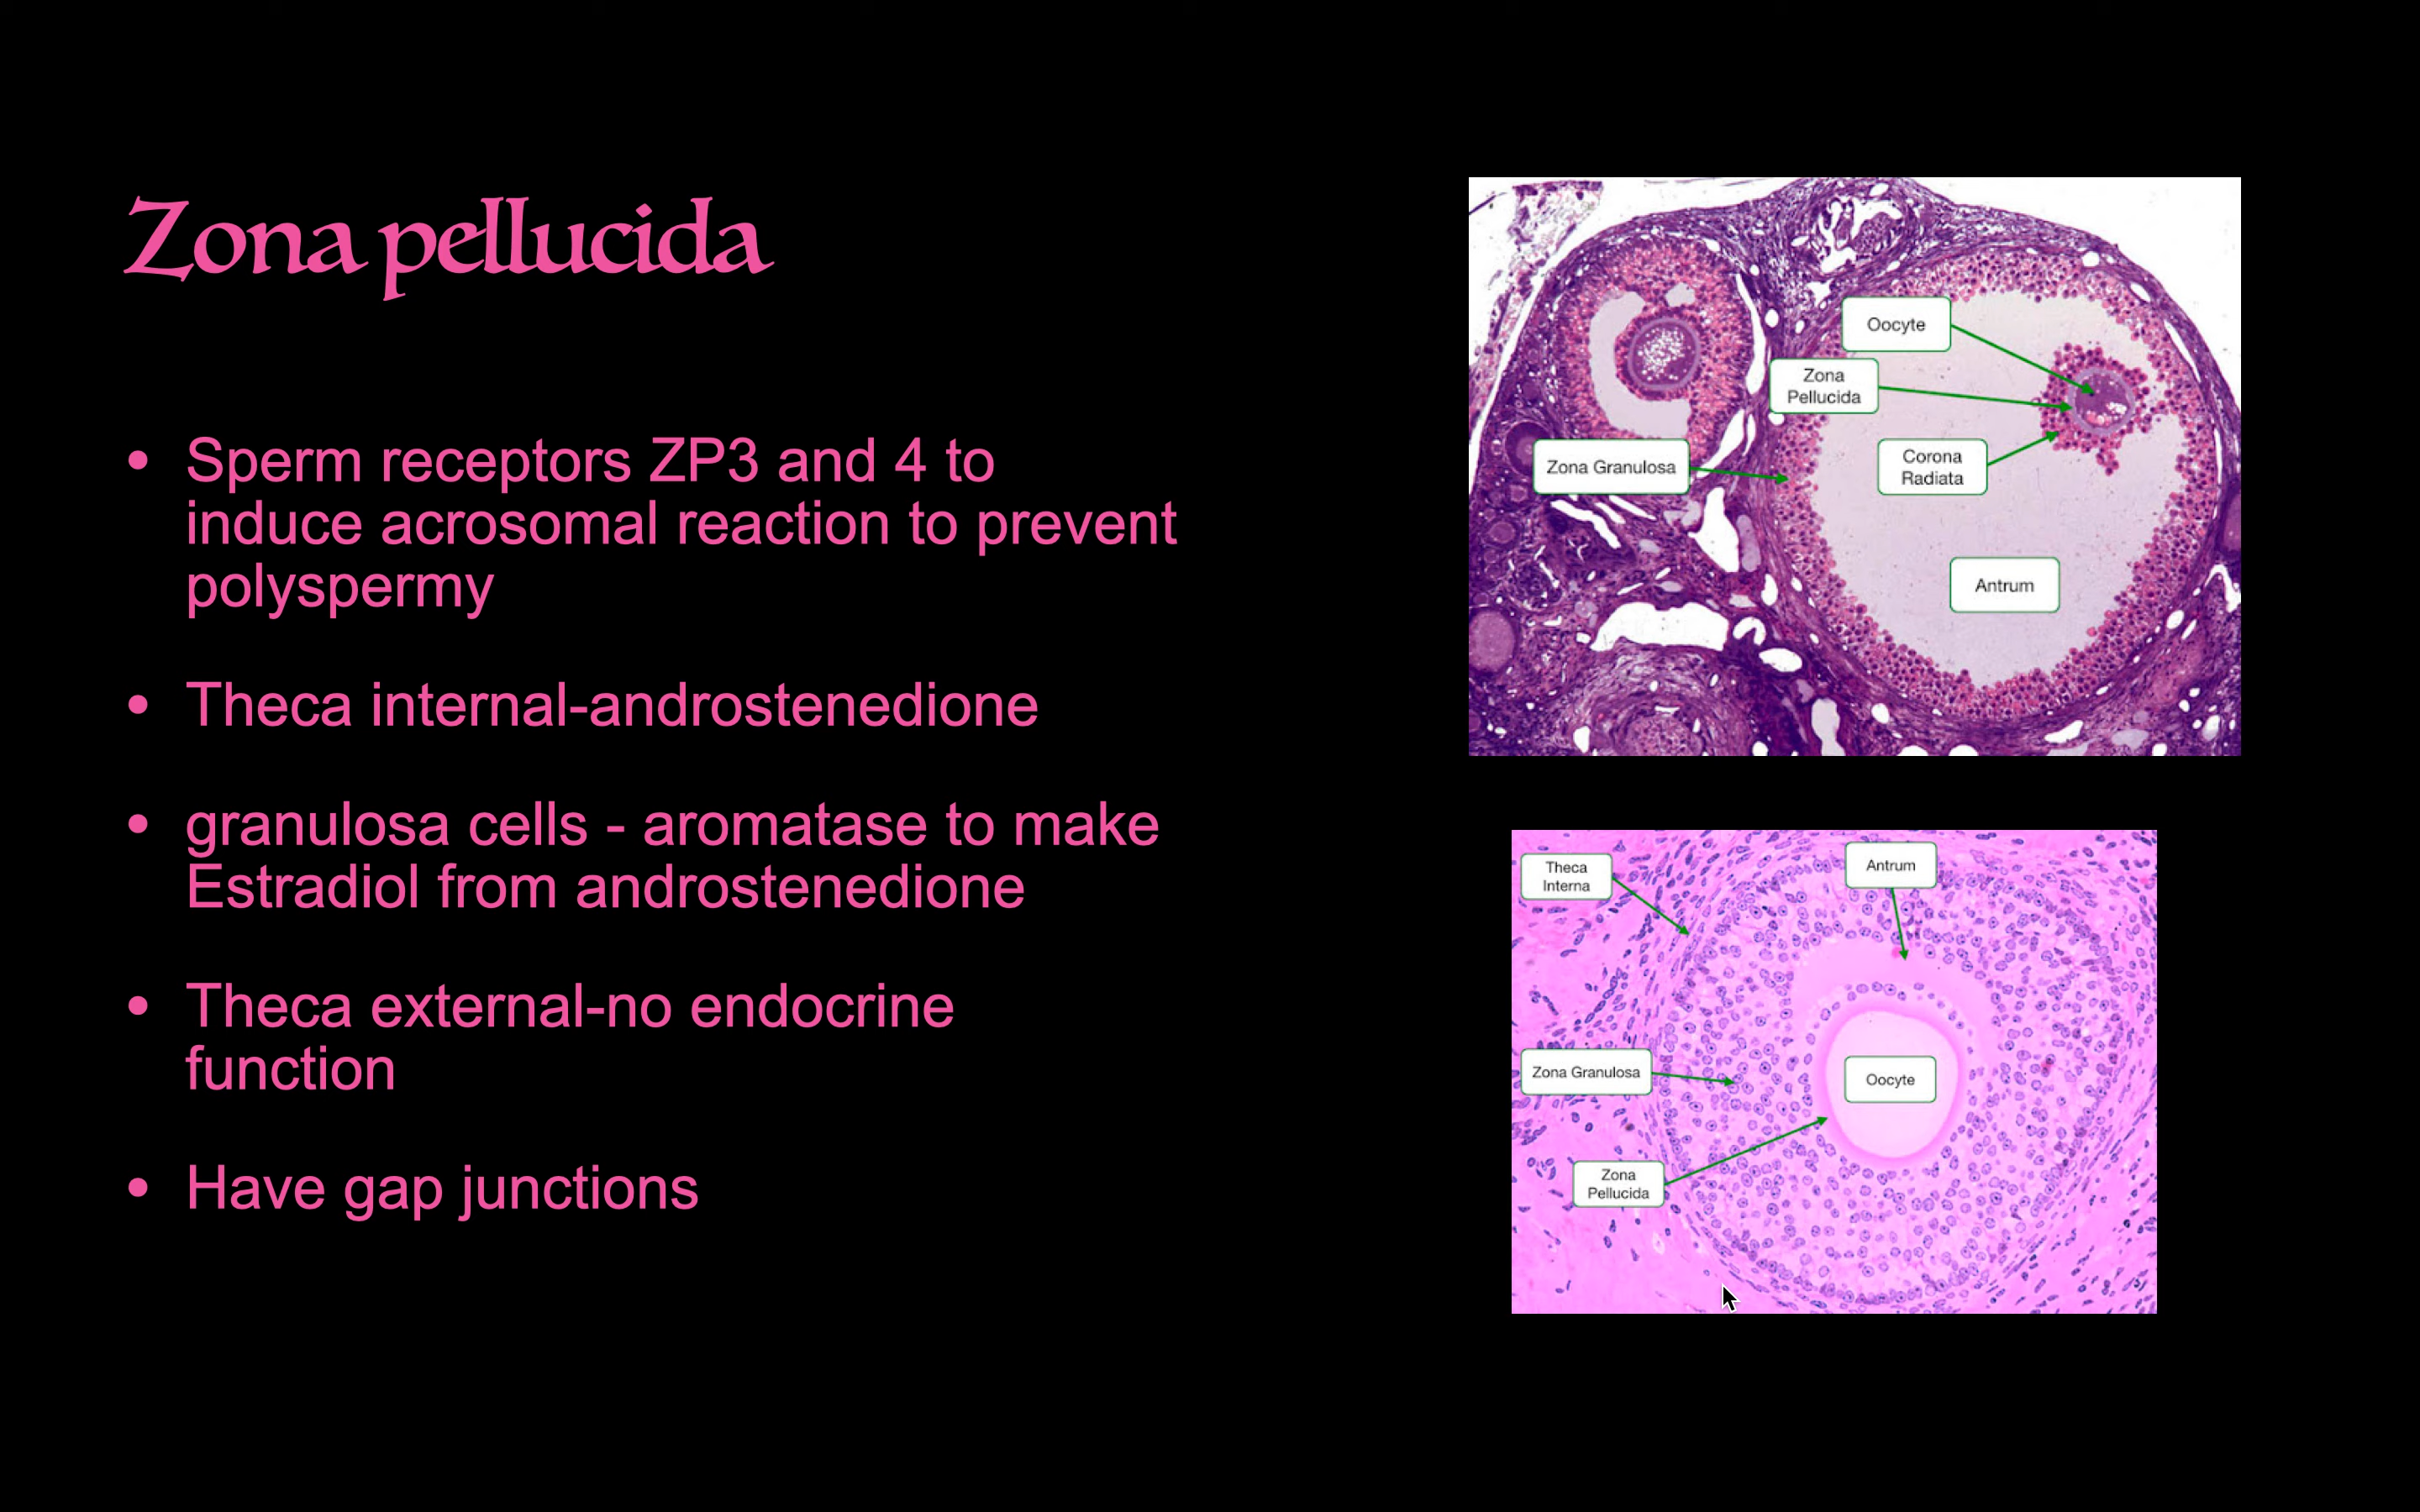 Zona pellucida
• Sperm receptors ZP3 and 4 to
induce acrosomal reaction to prevent
polyspermy
• Theca internal-androstenedione
• granulosa cells - aromatase to make
Estradiol from androstenedione
• Theca external-no endocrine
function
• Have gap junctions
Oocyte
Zona
Pellucida
Zona Granulosa
Corona
Radiata
Antrum
Theca
Interna
Antrum
Zona Granulosa
Oocyte
Zona
Pellucida